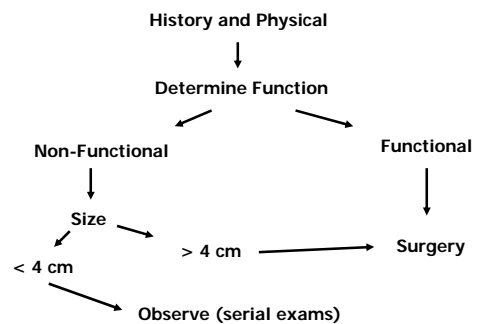 History and Physical
Determine Function
Non-Functional
Functional
Size
> 4 cm
Surgery
< 4 cm
Observe (serial exams)